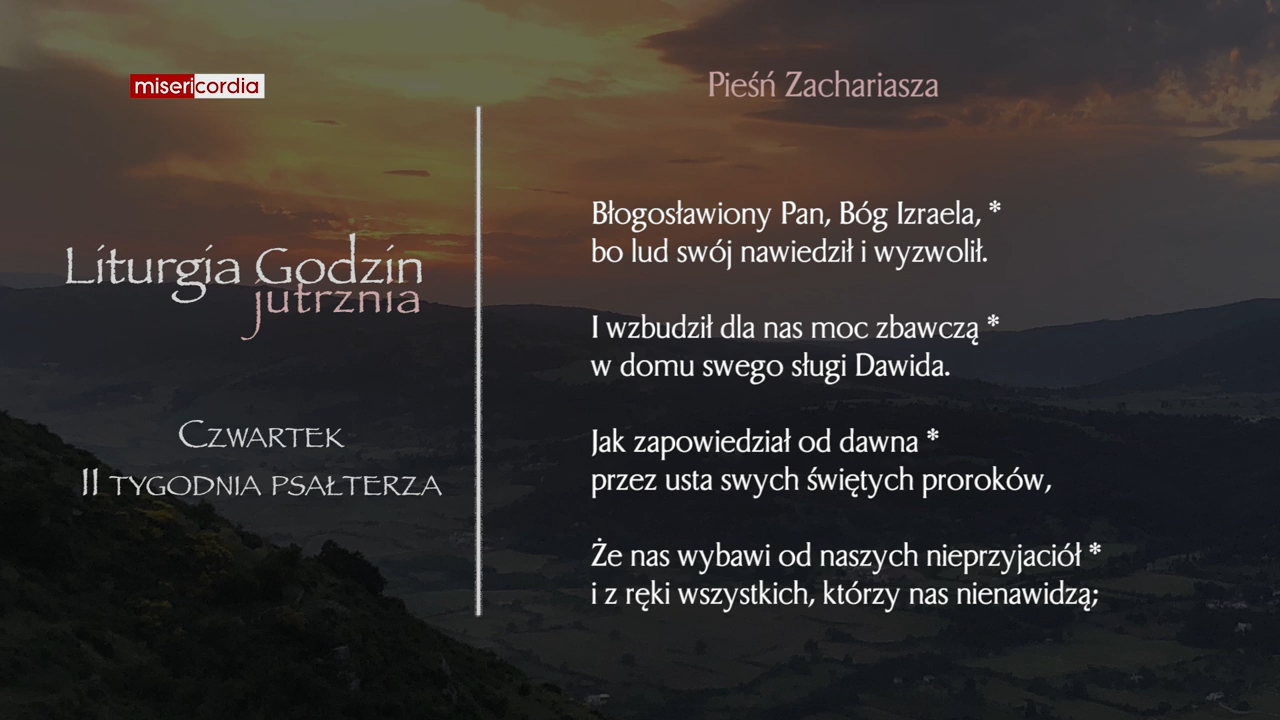 misericordia
Liturgia Godzin
jutrznia
Czwartek
II tygodnia psałterza
Pieśń Zachariasza
Błogosławiony Pan, Bóg Izraela, *
bo lud swój nawiedził i wyzwolił.
I wzbudził dla nas moc zbawczą *
w domu swego sługi Dawida.
Jak zapowiedział od dawna *
przez usta swych świętych proroków,
Że nas wybawi od naszych nieprzyjaciół *
i z ręki wszystkich, którzy nas nienawidzą;